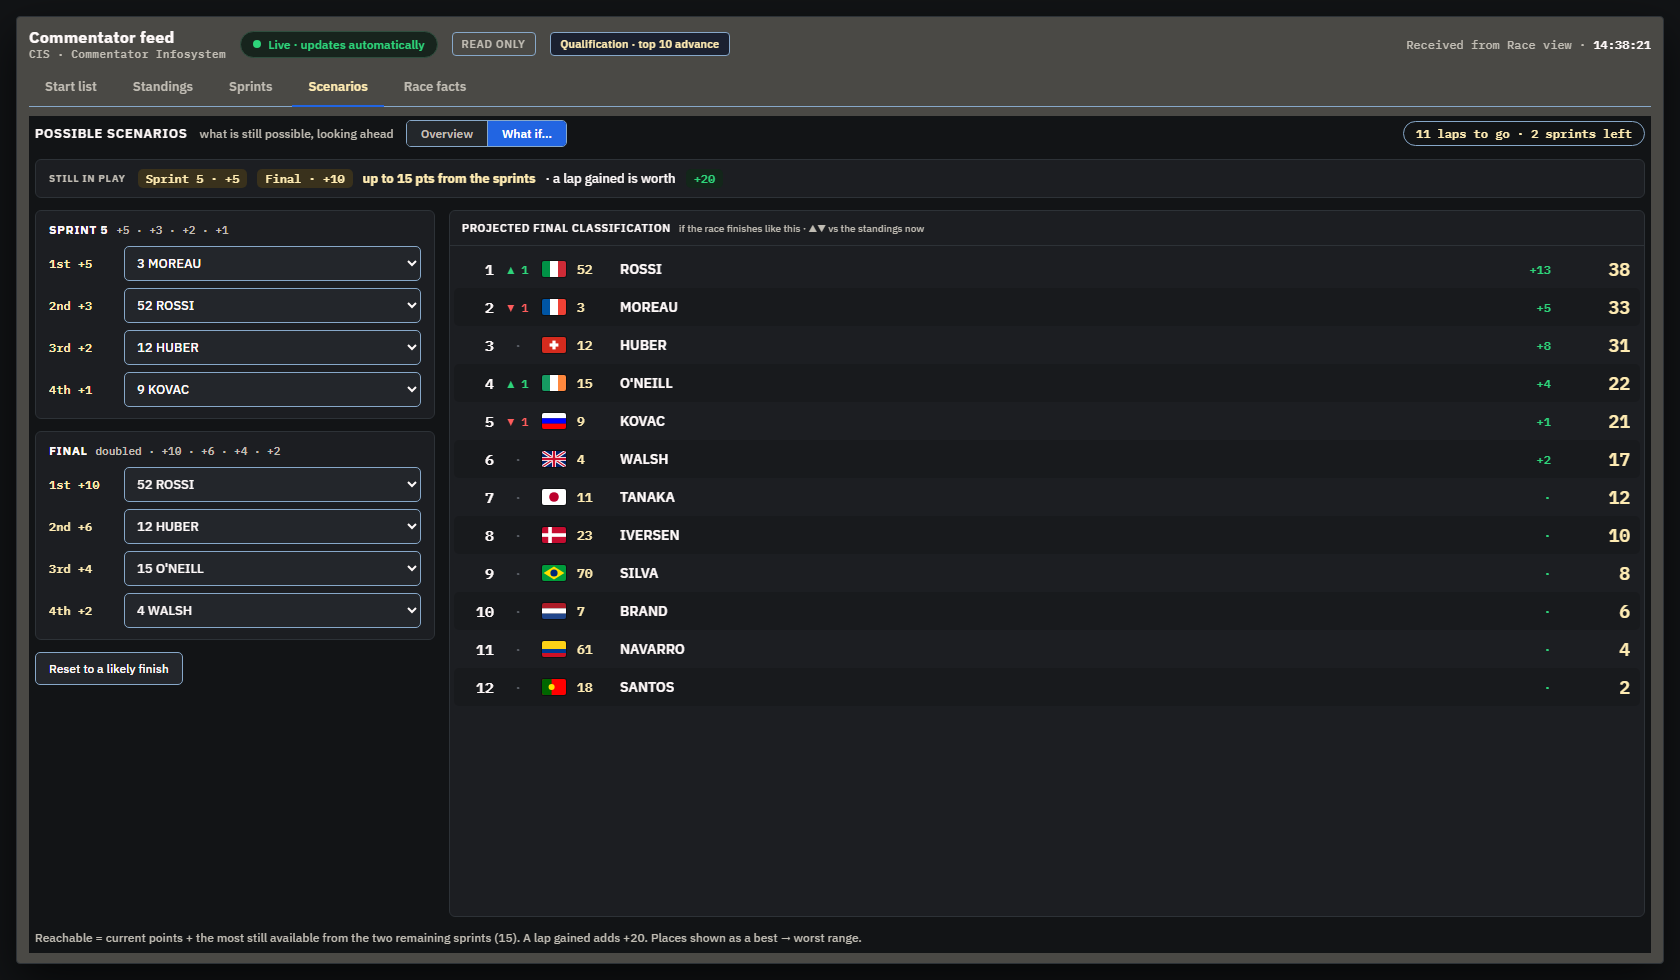 Commentator feed
CIS · Commentator Infosystem
Live · updates automatically
READ ONLY
Qualification · top 10 advance
Received from Race view · 14:38:21
Start list
Standings
Sprints
Scenarios
Race facts
POSSIBLE SCENARIOS what is still possible, looking ahead
Overview
What if...
11 laps to go · 2 sprints left
STILL IN PLAY Sprint 5 · +5 Final · +10 up to 15 pts from the sprints · a lap gained is worth +20
SPRINT 5 +5 · +3 · +2 · +1
1st +5 3 MOREAU
2nd +3 52 ROSSI
3rd +2 12 HUBER
4th +1 9 KOVAC
FINAL doubled · +10 · +6 · +4 · +2
1st +10 52 ROSSI
2nd +6 12 HUBER
3rd +4 15 O'NEILL
4th +2 4 WALSH
Reset to a likely finish
PROJECTED FINAL CLASSIFICATION if the race finishes like this · ▲▼ vs the standings now
1 ▲ 1 52 ROSSI +13 38
2 ▼ 1 3 MOREAU +5 33
3 · 12 HUBER +8 31
4 ▲ 1 15 O'NEILL +4 22
5 ▼ 1 9 KOVAC +1 21
6 · 4 WALSH +2 17
7 · 11 TANAKA · 12
8 · 23 IVERSEN · 10
9 · 70 SILVA · 8
10 · 7 BRAND · 6
11 · 61 NAVARRO · 4
12 · 18 SANTOS · 2
Reachable = current points + the most still available from the two remaining sprints (15). A lap gained adds +20. Places shown as a best → worst range.